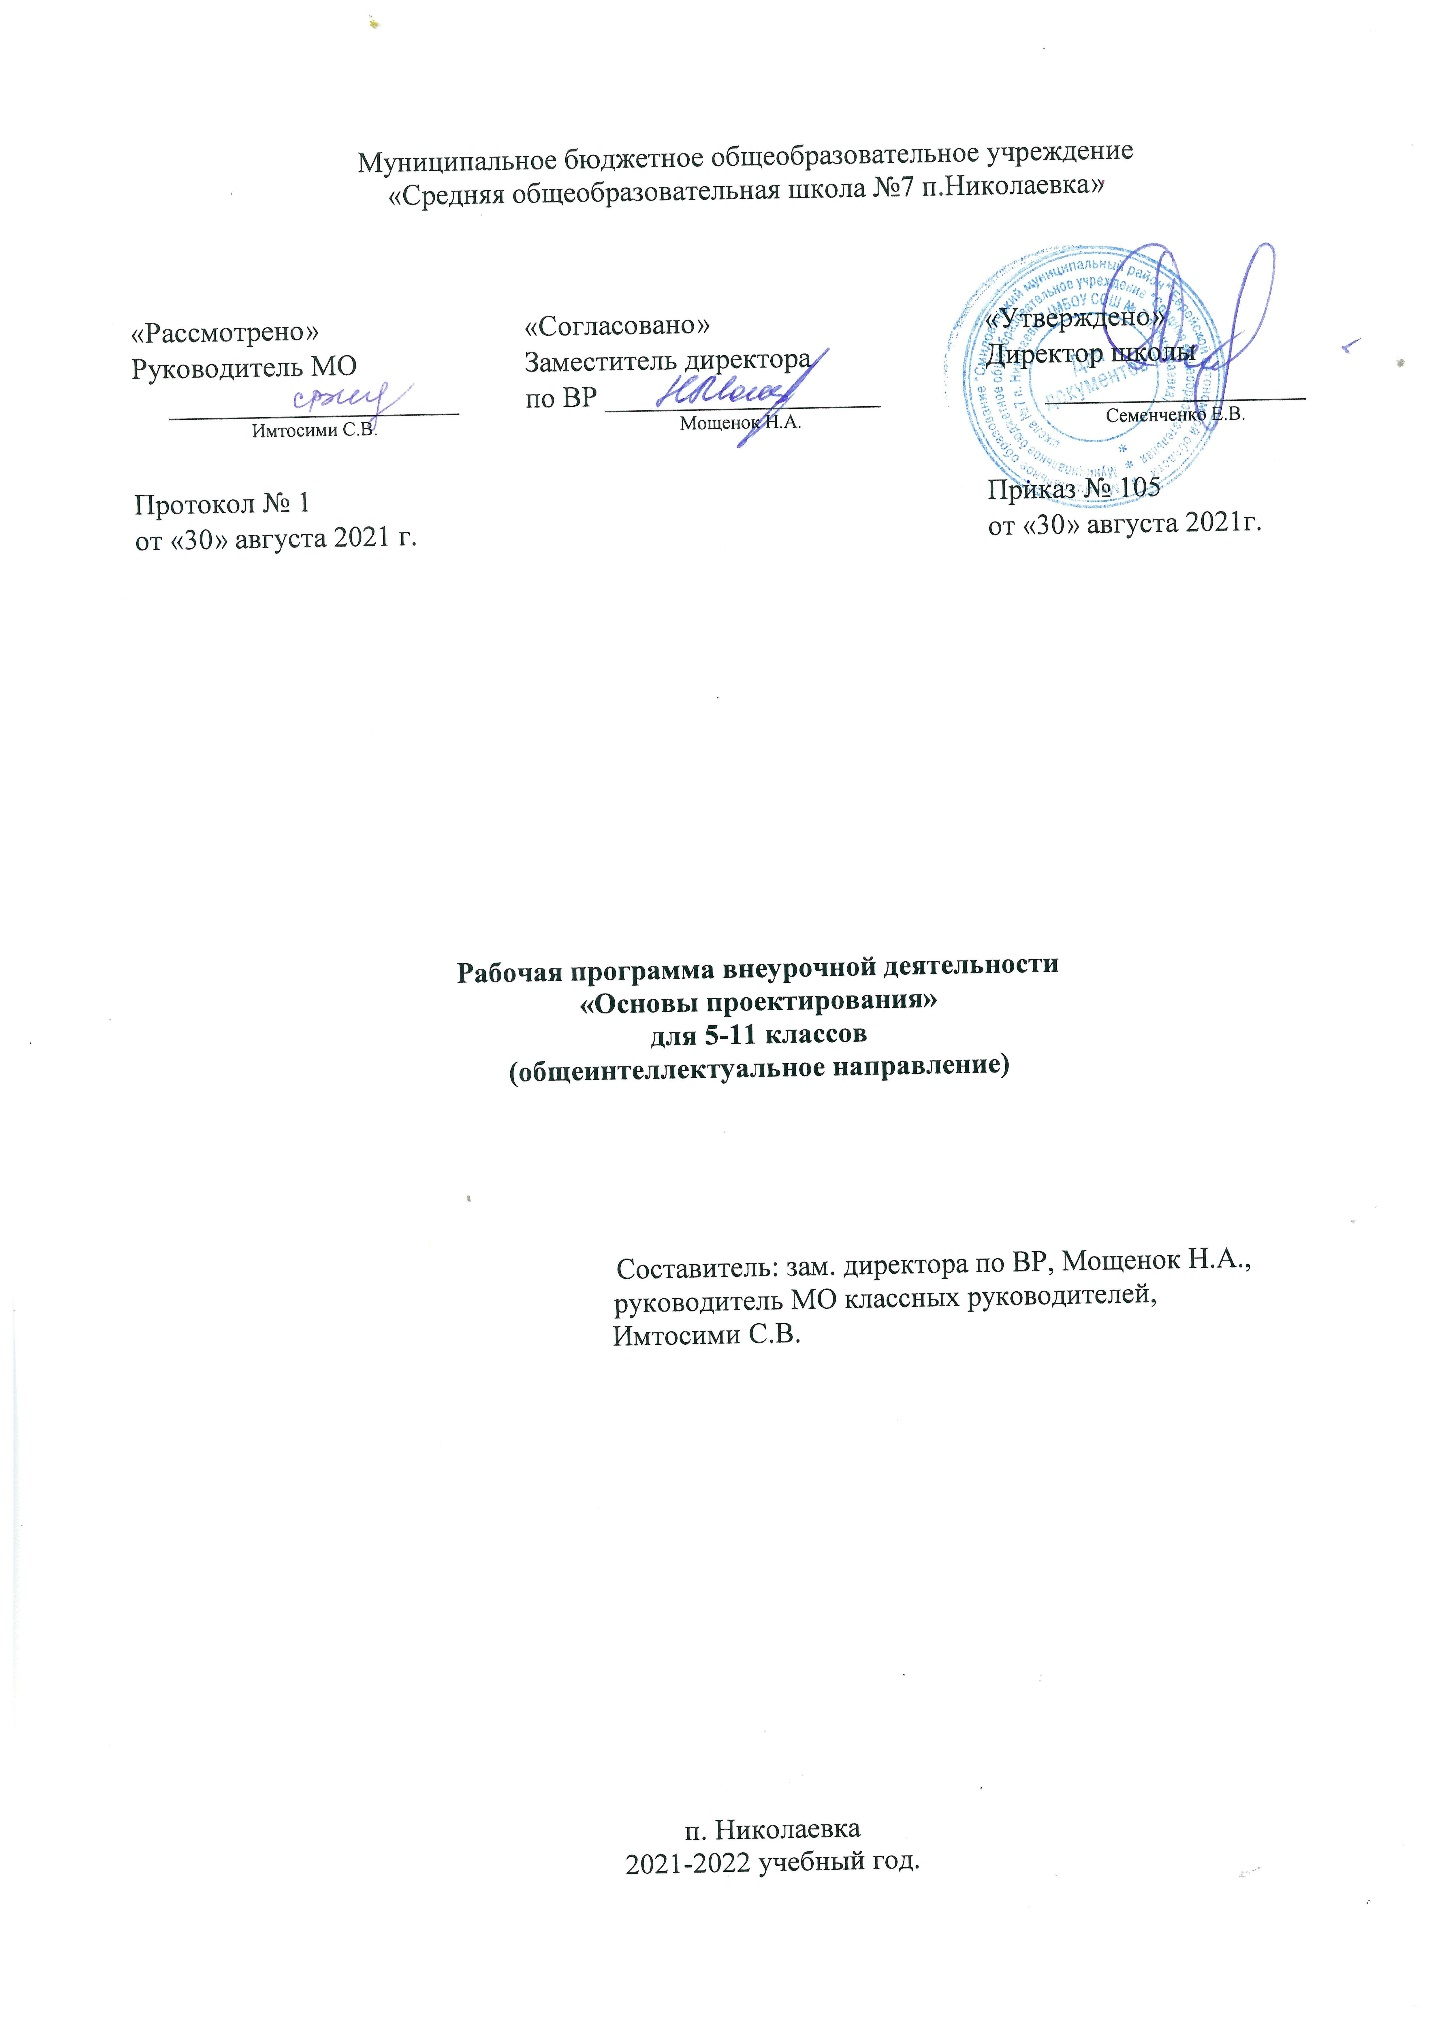 Муниципальное бюджетное общеобразовательное учреждение
«Средняя общеобразовательная школа №7 п.Николаевка»
«Рассмотрено»
Руководитель МО
Имтосими С.В.
Протокол № 1
от «30» августа 2021 г.
«Согласовано»
Заместитель директора
по ВР
Мощенок Н.А.
«Утверждено»
Директор школы
Семенченко Е.В.
Приказ № 105
от «30» августа 2021г.
Для
документов
Рабочая программа внеурочной деятельности
«Основы проектирования»
для 5-11 классов
(общеинтеллектуальное направление)
Составитель: зам. директора по ВР, Мощенок Н.А.,
руководитель МО классных руководителей,
Имтосими С.В.
п. Николаевка
2021-2022 учебный год.